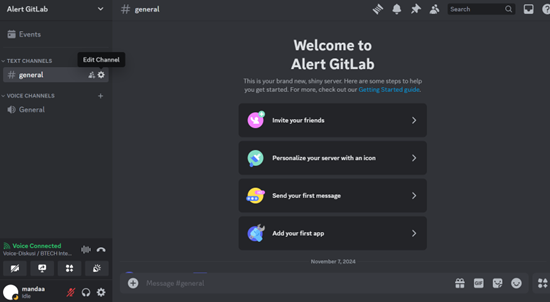 Alert GitLab
Events
Edit Channel
TEXT CHANNELS
general
VOICE CHANNELS
General
Voice Connected
Voice-Diskusi / BTECH Inte...
mandaa
Idle
general
Search
Welcome to
Alert GitLab
This is your brand new, shiny server. Here are some steps to help
you get started. For more, check out our Getting Started guide.
Invite your friends
Personalize your server with an icon
Send your first message
Add your first app
November 7, 2024
Message #general
GIF